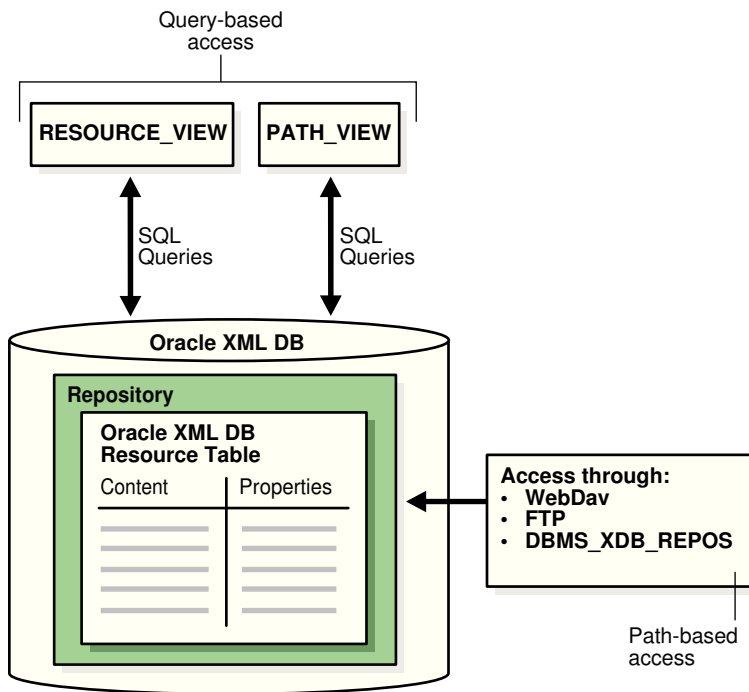 Query-based
access
RESOURCE_VIEW
PATH_VIEW
SQL
Queries
SQL
Queries
Oracle XML DB
Repository
Oracle XML DB
Resource Table
Content
Properties
Access through:
• WebDav
• FTP
• DBMS_XDB_REPOS
Path-based
access